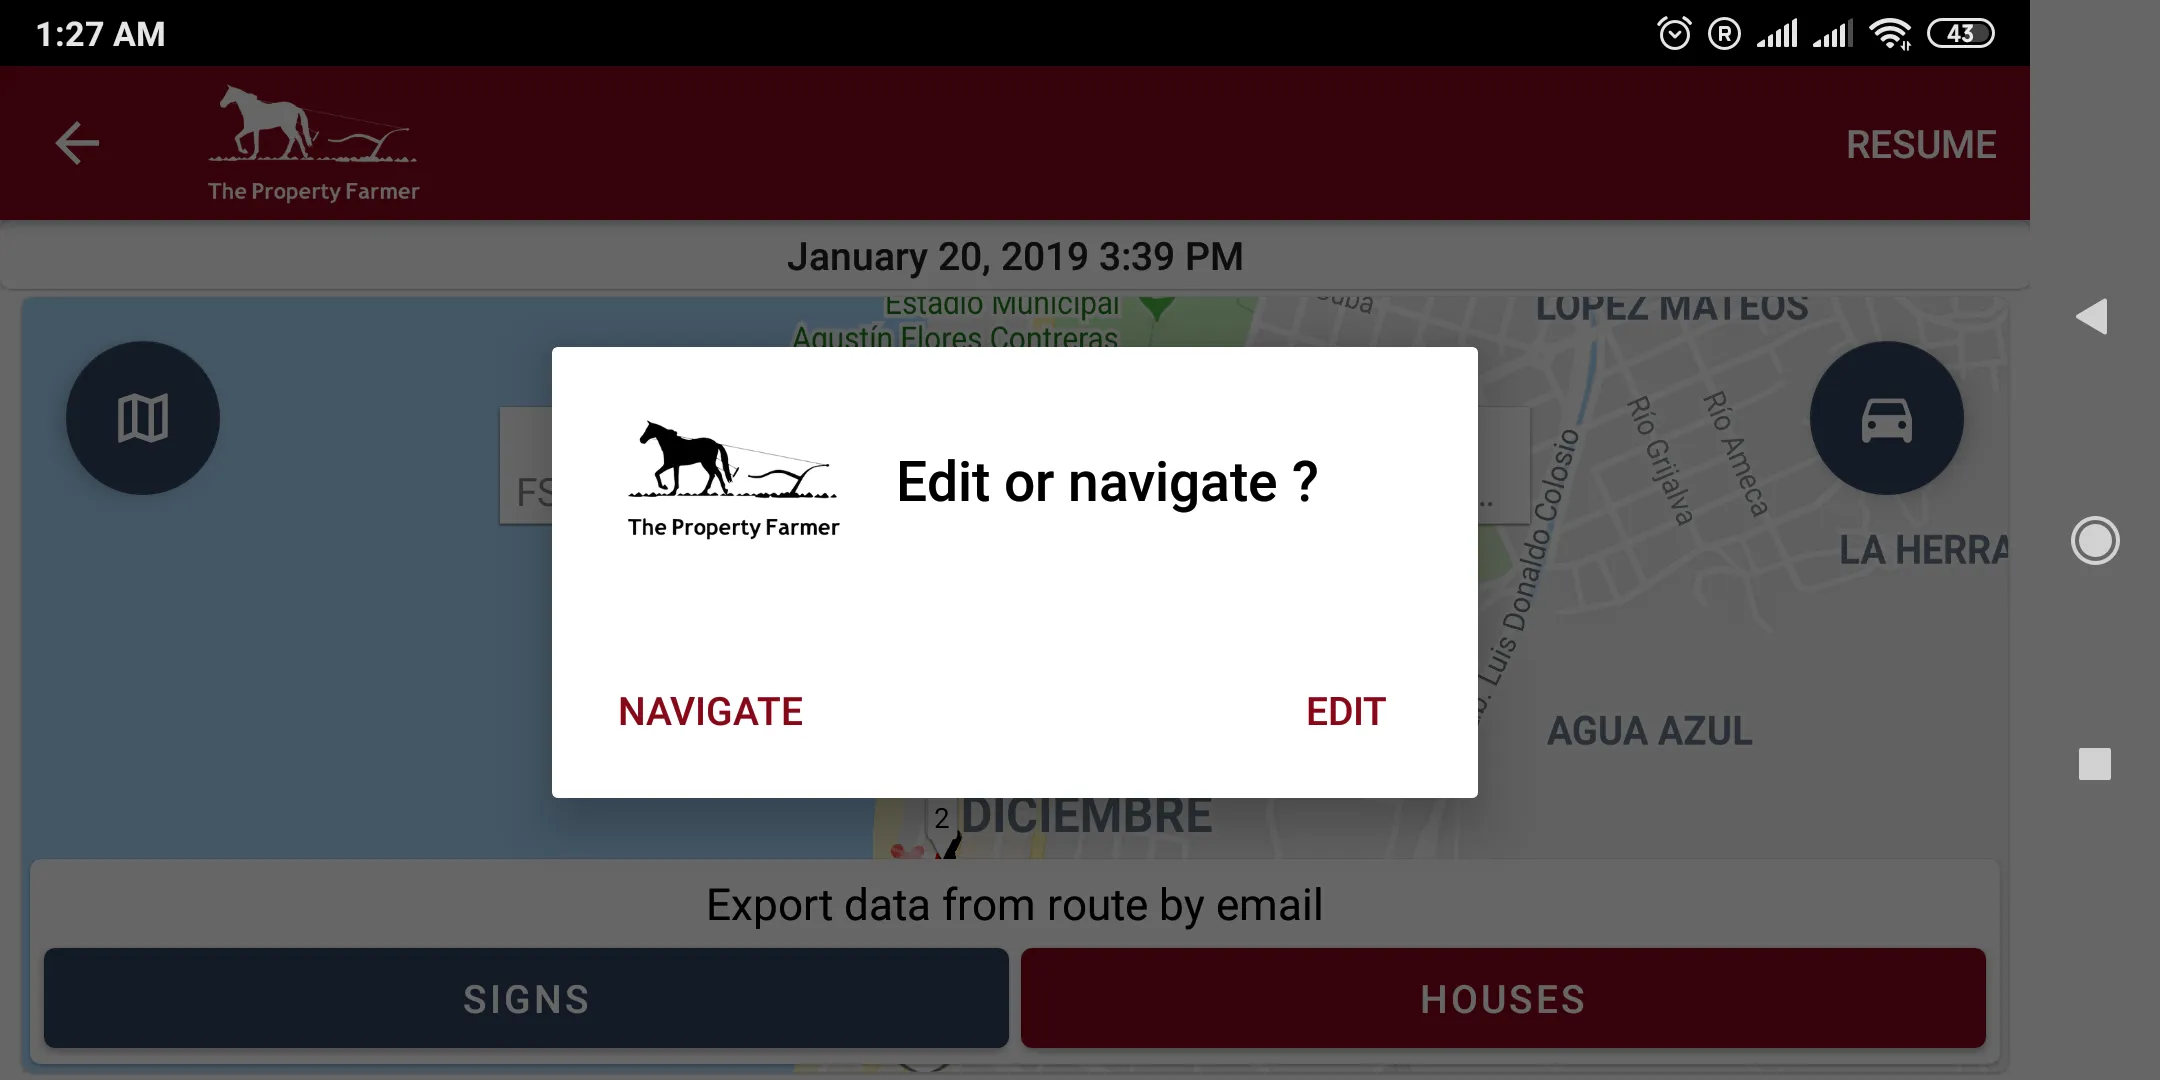 1:27 AM
R
43
The Property Farmer
RESUME
January 20, 2019 3:39 PM
Estadio Municipal
Agustín Flores Contreras
Cuba
LOPEZ MATEOS
Río Grijalva
Río Ameca
Luis Donaldo Colosio
LA HERRA
FS
..
The Property Farmer
Edit or navigate ?
NAVIGATE
EDIT
AGUA AZUL
2
DICIEMBRE
Export data from route by email
SIGNS
HOUSES